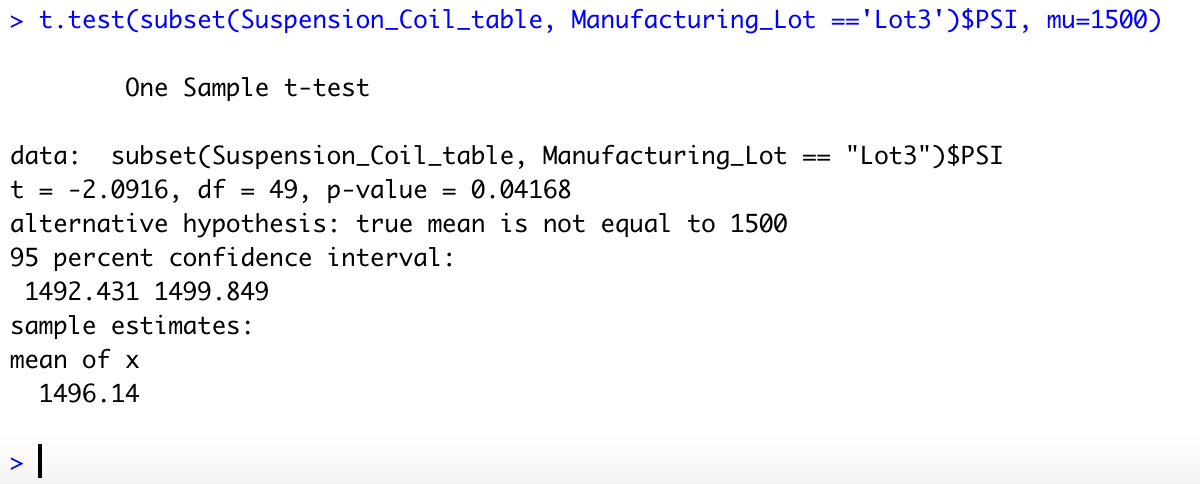 > t.test(subset(Suspension_Coil_table, Manufacturing_Lot =='Lot3')$PSI, mu=1500)
One Sample t-test
data:  subset(Suspension_Coil_table, Manufacturing_Lot == "Lot3")$PSI
t = -2.0916, df = 49, p-value = 0.04168
alternative hypothesis: true mean is not equal to 1500
95 percent confidence interval:
1492.431 1499.849
sample estimates:
mean of x
1496.14
>